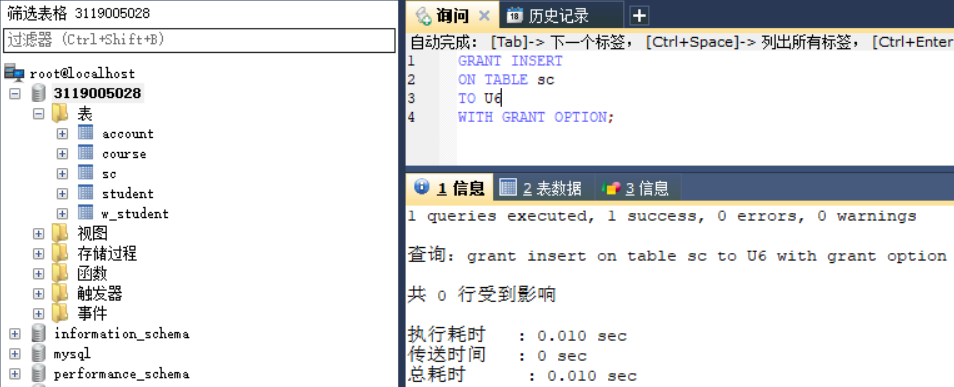 筛选表格 3119005028
过滤器 (Ctrl+Shift+B)
root@localhost
3119005028
表
account
course
sc
student
w_student
视图
存储过程
函数
触发器
事件
information_schema
mysql
performance_schema
询问
历史记录
自动完成: [Tab]-> 下一个标签, [Ctrl+Space]-> 列出所有标签, [Ctrl+Enter
1 GRANT INSERT
2 ON TABLE sc
3 TO U6
4 WITH GRANT OPTION;
1 信息
2 表数据
3 信息
1 queries executed, 1 success, 0 errors, 0 warnings
查询: grant insert on table sc to U6 with grant option
共 0 行受到影响
执行耗时 : 0.010 sec
传送时间 : 0 sec
总耗时 : 0.010 sec